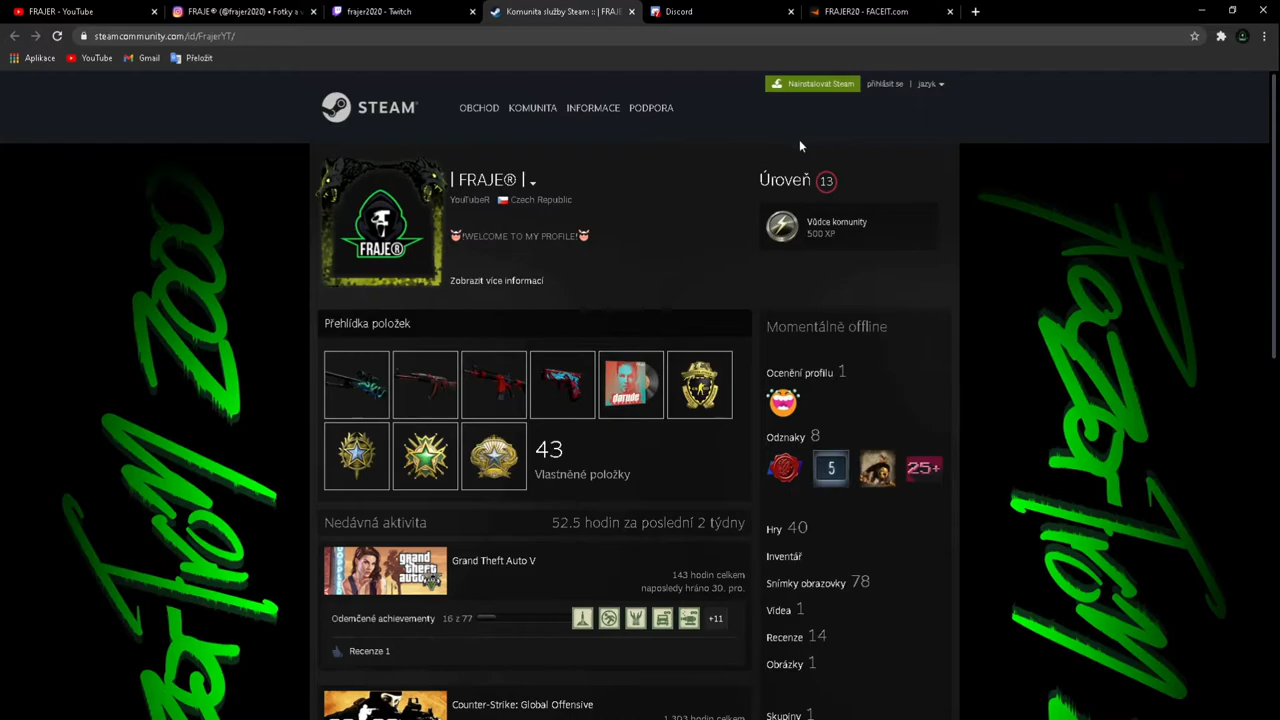 FRAJER - YouTube
FRAJE® (@frajer2020) • Fotky a v
frajer2020 - Twitch
Komunita služby Steam :: | FRAJE
Discord
FRAJER20 - FACEIT.com
steamcommunity.com/id/FrajerYT/
Aplikace
YouTube
Gmail
Přeložit
Nainstalovat Steam
přihlásit se | jazyk
STEAM®
OBCHOD
KOMUNITA
INFORMACE
PODPORA
| FRAJE® |
YouTubeR
Czech Republic
!WELCOME TO MY PROFILE!
Zobrazit více informací
FRAJE®
Úroveň 13
Vůdce komunity
500 XP
Přehlídka položek
darude
43
Vlastněné položky
Momentálně offline
Ocenění profilu 1
Odznaky 8
5
25+
Hry 40
Inventář
Snímky obrazovky 78
Videa 1
Recenze 14
Obrázky 1
Skupiny 1
Nedávná aktivita
52.5 hodin za poslední 2 týdny
grand
theft
auto
Grand Theft Auto V
143 hodin celkem
naposledy hráno 30. pro.
Odemčené achievementy 16 z 77
+11
Recenze 1
Counter-Strike: Global Offensive